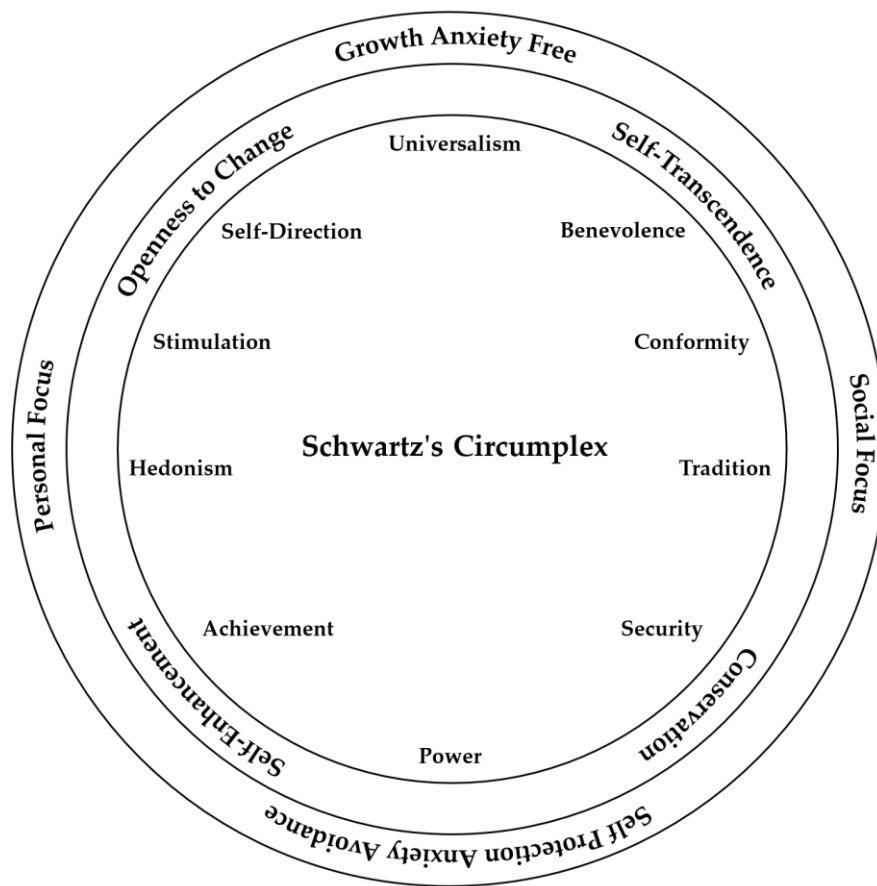 Growth Anxiety Free
Openness to Change
Self-Transcendence
Universalism
Self-Direction
Benevolence
Stimulation
Conformity
Personal Focus
Schwartz's Circumplex
Social Focus
Hedonism
Tradition
Achievement
Security
Self-Enhancement
Conservation
Power
Self Protection Anxiety Avoidance